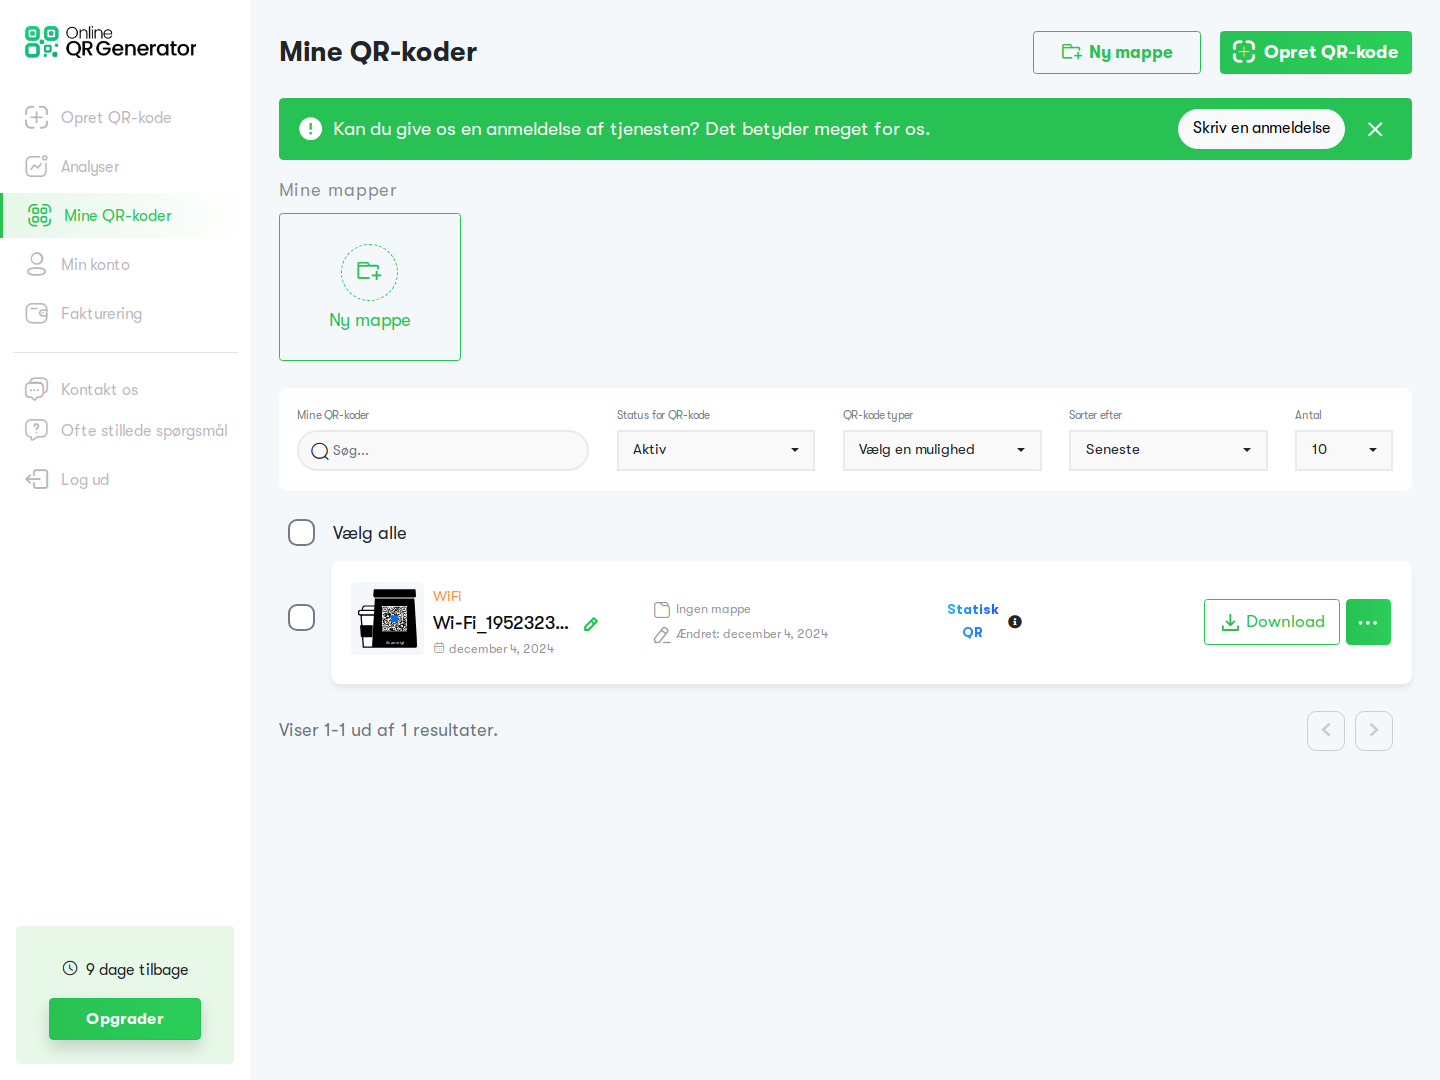 Online
QR Generator
Opret QR-kode
Analyser
Mine QR-koder
Min konto
Fakturering
Kontakt os
Ofte stillede spørgsmål
Log ud
9 dage tilbage
Opgrader
Mine QR-koder
Ny mappe
Opret QR-kode
Kan du give os en anmeldelse af tjenesten? Det betyder meget for os.
Skriv en anmeldelse
Mine mapper
Ny mappe
Mine QR-koder
Søg...
Status for QR-kode
Aktiv
QR-kode typer
Vælg en mulighed
Sorter efter
Seneste
Antal
10
Vælg alle
WiFi
Wi-Fi_1952323...
december 4, 2024
Ingen mappe
Ændret: december 4, 2024
Statisk
QR
Download
Viser 1-1 ud af 1 resultater.